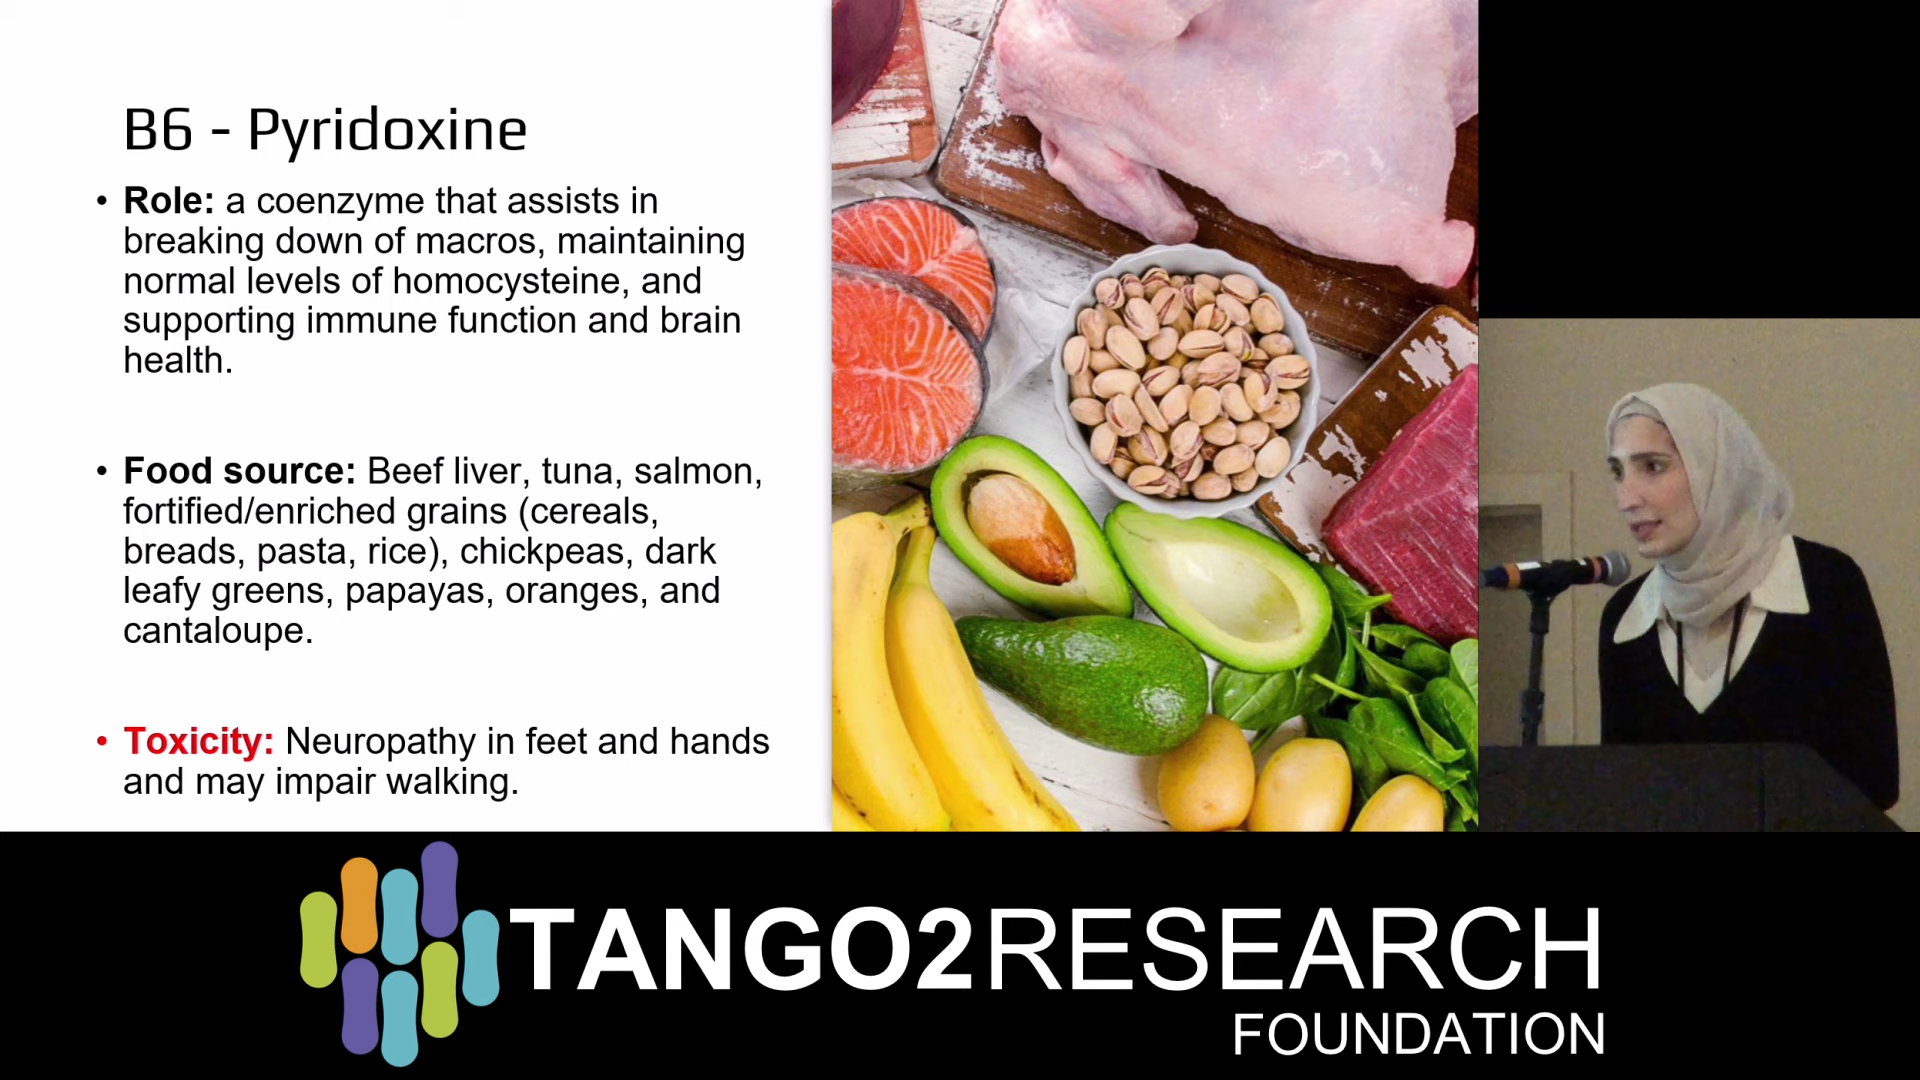 B6 - Pyridoxine
• Role: a coenzyme that assists in
breaking down of macros, maintaining
normal levels of homocysteine, and
supporting immune function and brain
health.
• Food source: Beef liver, tuna, salmon,
fortified/enriched grains (cereals,
breads, pasta, rice), chickpeas, dark
leafy greens, papayas, oranges, and
cantaloupe.
• Toxicity: Neuropathy in feet and hands
and may impair walking.
TANGO2RESEARCH
FOUNDATION